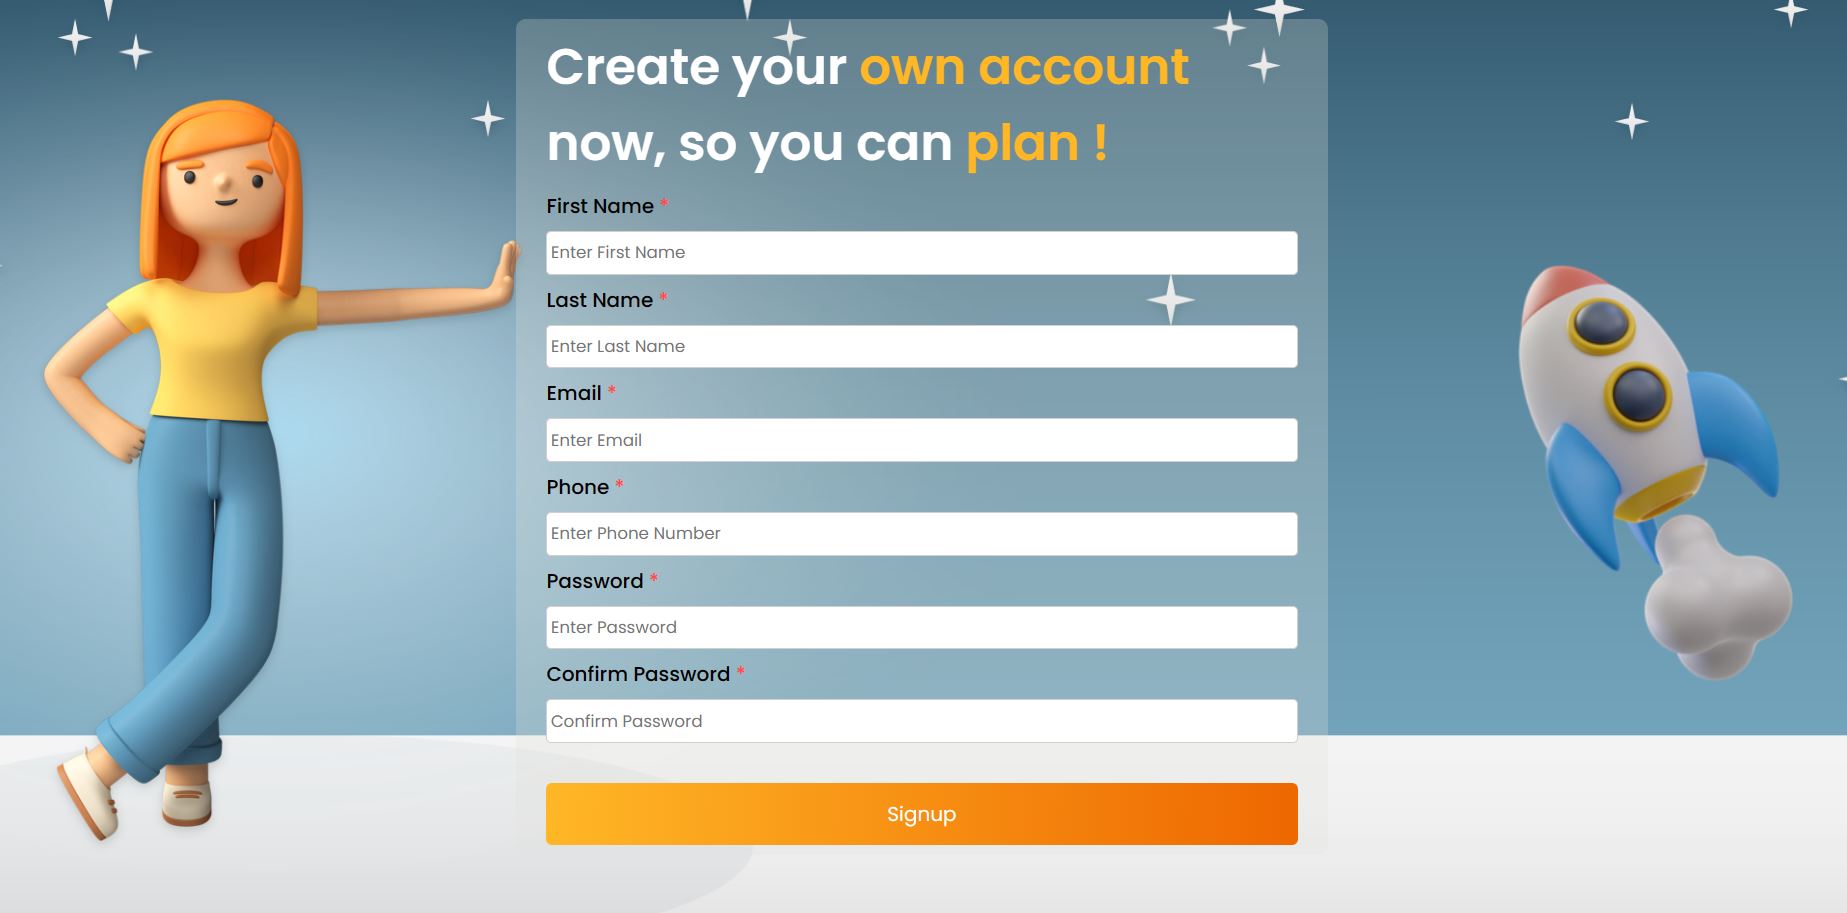 Create your own account
now, so you can plan !
First Name *
Enter First Name
Last Name *
Enter Last Name
Email *
Enter Email
Phone *
Enter Phone Number
Password *
Enter Password
Confirm Password *
Confirm Password
Signup